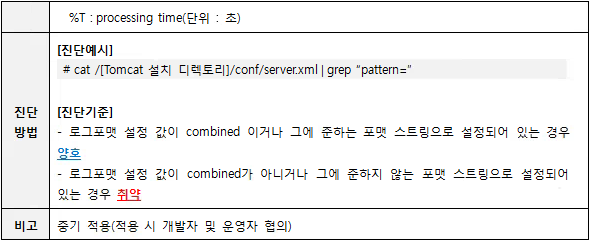 %T : processing time(단위 : 초)
[진단예시]
# cat /[Tomcat 설치 디렉토리]/conf/server.xml | grep “pattern=”
진단
방법
[진단기준]
- 로그포맷 설정 값이 combined 이거나 그에 준하는 포맷 스트링으로 설정되어 있는 경우
양호
- 로그포맷 설정 값이 combined가 아니거나 그에 준하지 않는 포맷 스트링으로 설정되어
있는 경우 취약
비고 중기 적용(적용 시 개발자 및 운영자 협의)